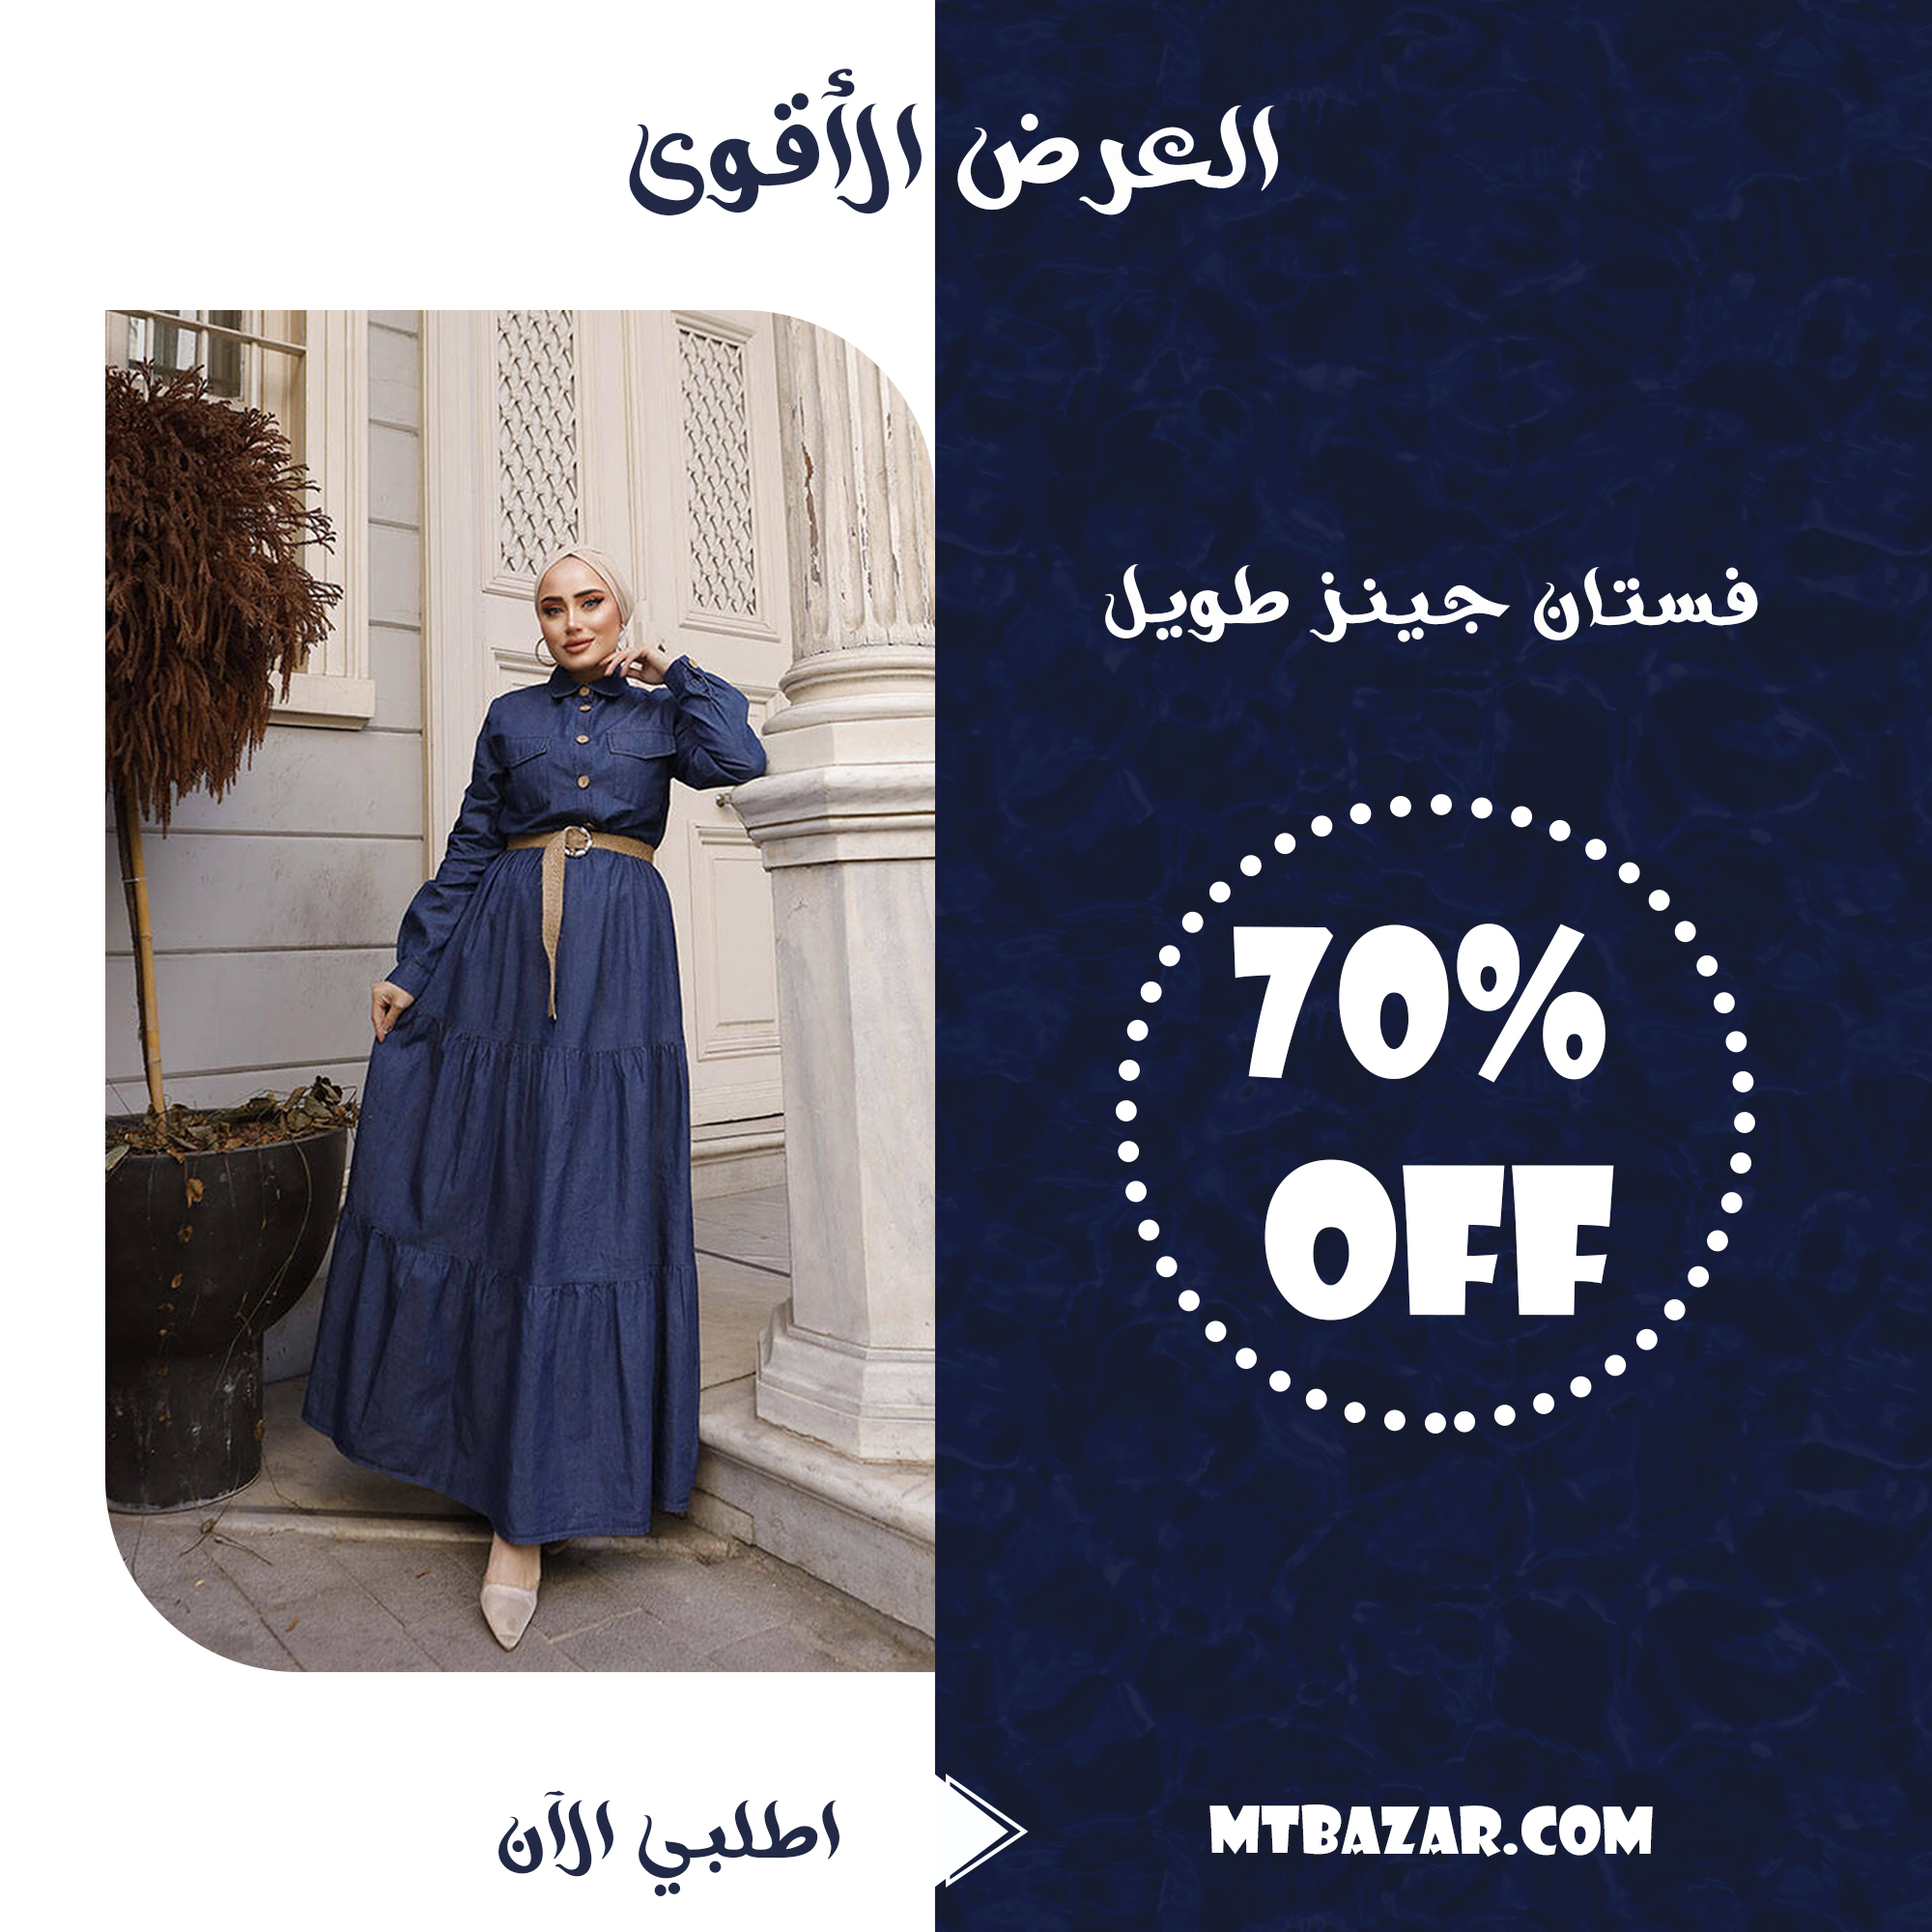 العرض الأقوى
فستان جينز طويل
70%
OFF
اطلبي الآن
MTBAZAR.COM